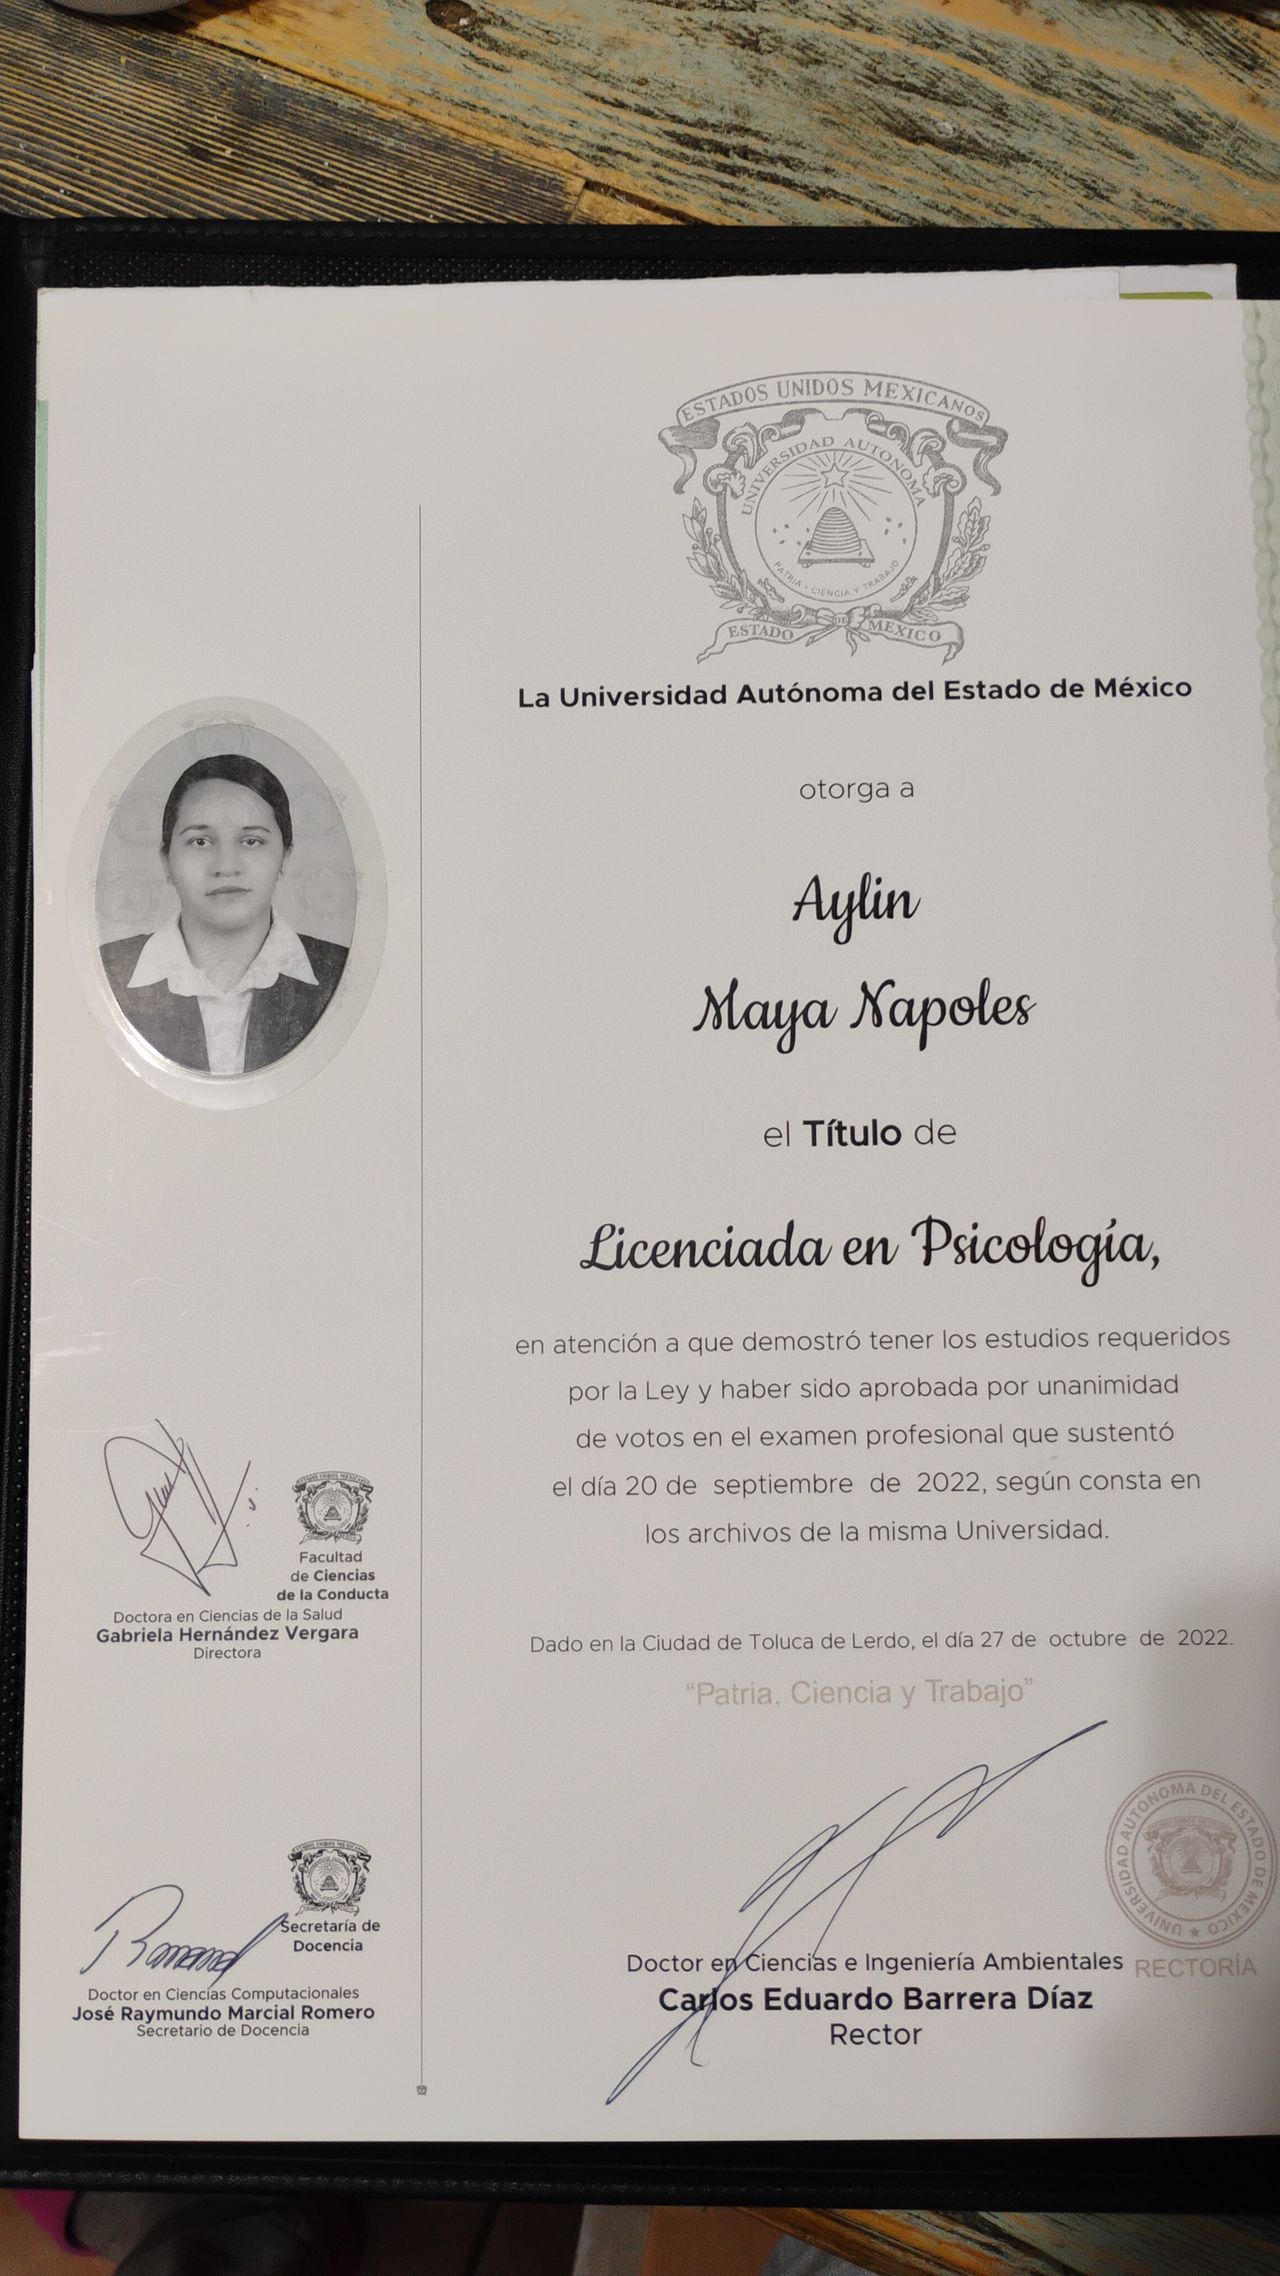 ESTADOS UNIDOS MEXICANOS
UNIVERSIDAD AUTONOMA
PATRIA · CIENCIA Y TRABAJO
ESTADO DE MEXICO
La Universidad Autónoma del Estado de México
otorga a
Aylin
Maya Napoles
el Título de
Licenciada en Psicología,
en atención a que demostró tener los estudios requeridos
por la Ley y haber sido aprobada por unanimidad
de votos en el examen profesional que sustentó
el día 20 de septiembre de 2022, según consta en
los archivos de la misma Universidad.
Dado en la Ciudad de Toluca de Lerdo, el día 27 de octubre de 2022.
“Patria, Ciencia y Trabajo”
Facultad
de Ciencias
de la Conducta
Doctora en Ciencias de la Salud
Gabriela Hernández Vergara
Directora
Secretaría de
Docencia
Doctor en Ciencias Computacionales
José Raymundo Marcial Romero
Secretario de Docencia
UNIVERSIDAD AUTONOMA DEL ESTADO DE MEXICO
RECTORÍA
Doctor en Ciencias e Ingeniería Ambientales
Carlos Eduardo Barrera Díaz
Rector